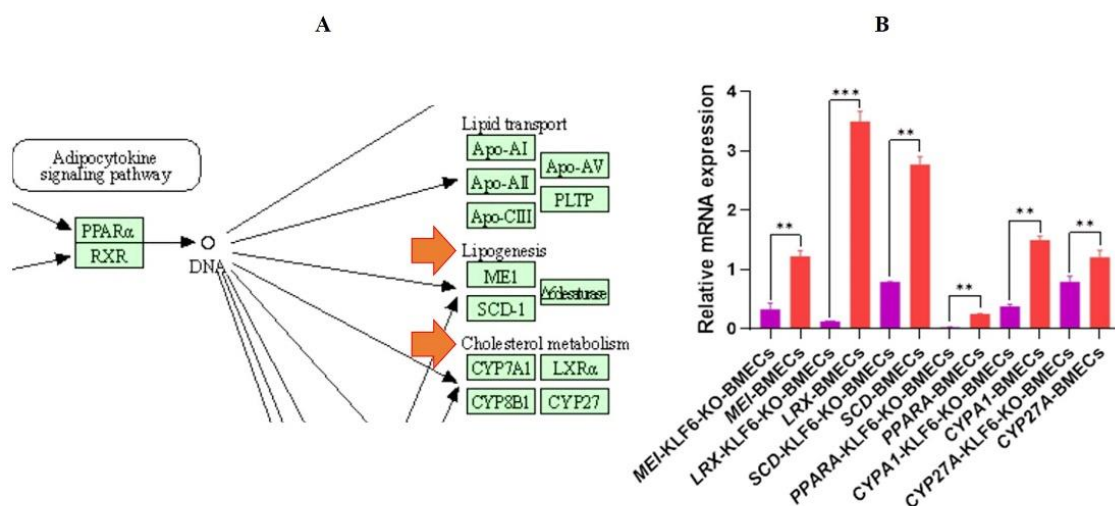 A
Adipocytokine
signaling pathway
PPARα
RXR
DNA
Lipid transport
Apo-AI
Apo-AII
Apo-CIII
Apo-AV
PLTP
Lipogenesis
ME1
SCD-1
Cholesterol metabolism
CYP7A1
LXRα
CYP8B1
CYP27
B
Relative mRNA expression
4
3
2
1
0
**
***
**
**
**
**
MEI-KLF6-KO-BMECs
MEI-BMECs
LRX-KLF6-KO-BMECs
LRX-BMECs
SCD-KLF6-KO-BMECs
SCD-BMECs
PPARA-KLF6-KO-BMECs
PPARA-BMECs
CYPA1-KLF6-KO-BMECs
CYPA1-BMECs
CYP27A-KLF6-KO-BMECs
CYP27A-BMECs